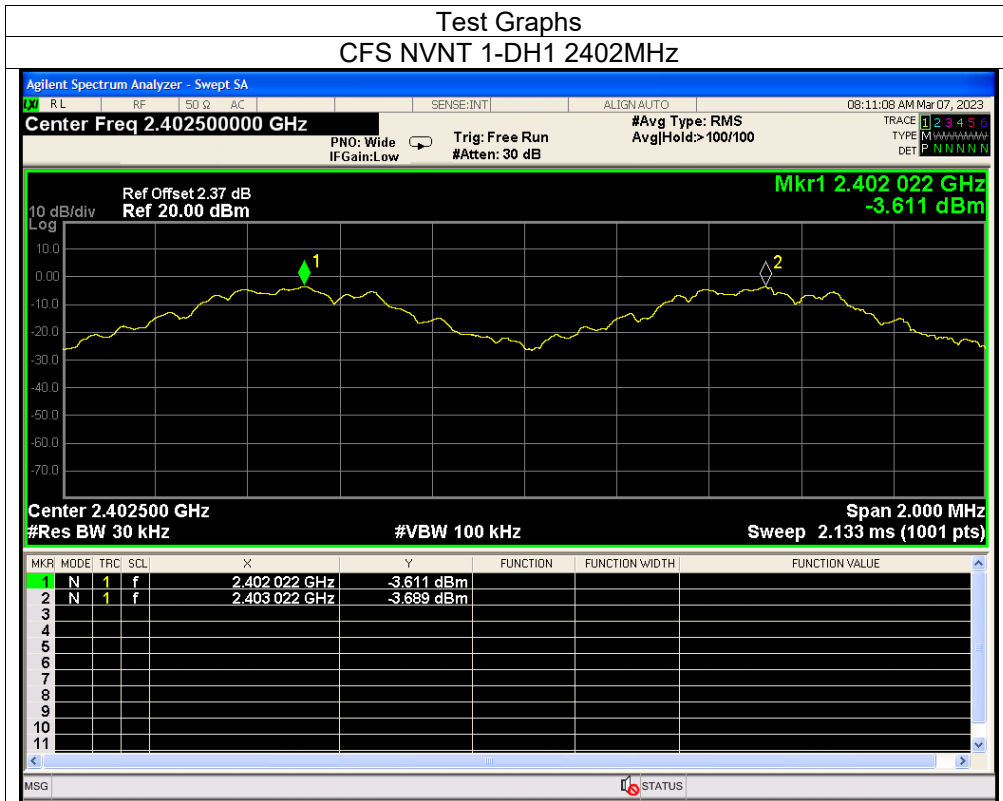 Test Graphs
CFS NVNT 1-DH1 2402MHz
Agilent Spectrum Analyzer - Swept SA
LXI RL RF 50 Ω AC SENSE:INT ALIGN AUTO 08:11:08 AM Mar 07, 2023
Center Freq 2.402500000 GHz #Avg Type: RMS TRACE 1 2 3 4 5 6
PNO: Wide Trig: Free Run Avg|Hold:>100/100 TYPE M WWWWW
IFGain:Low #Atten: 30 dB DET P N N N N N
Mkr1 2.402 022 GHz
-3.611 dBm
Ref Offset 2.37 dB
10 dB/div Ref 20.00 dBm
Log
10.0
1 2
0.00
-10.0
-20.0
-30.0
-40.0
-50.0
-60.0
-70.0
Center 2.402500 GHz Span 2.000 MHz
#Res BW 30 kHz #VBW 100 kHz Sweep 2.133 ms (1001 pts)
MKR MODE TRC SCL X Y FUNCTION FUNCTION WIDTH FUNCTION VALUE
1 N 1 f 2.402 022 GHz -3.611 dBm
2 N 1 f 2.403 022 GHz -3.689 dBm
3
4
5
6
7
8
9
10
11
MSG STATUS